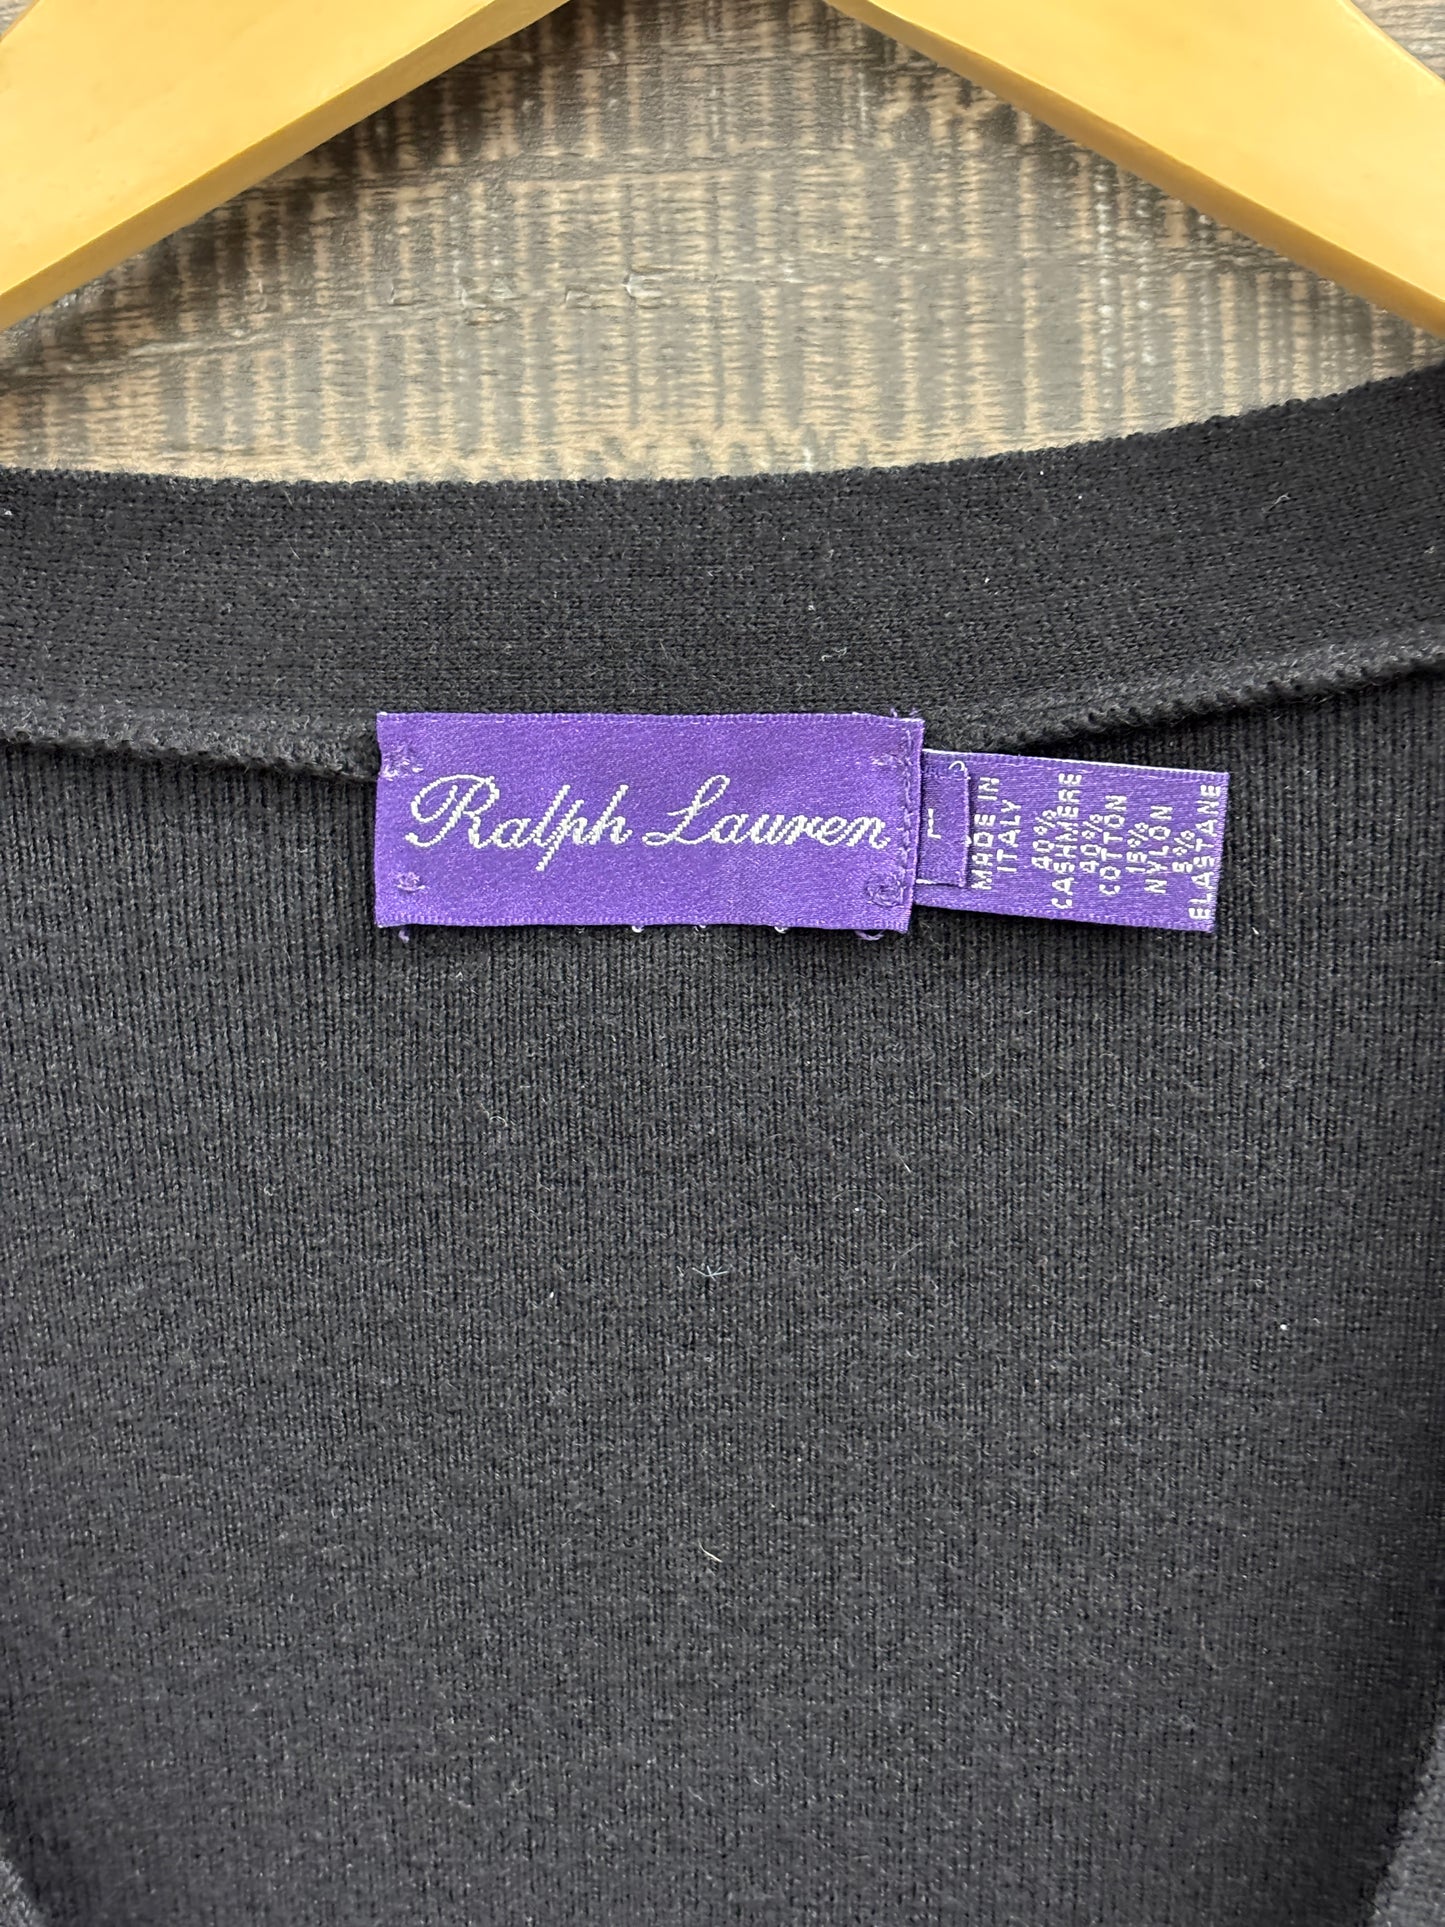 Ralph Lauren
L
MADE IN
ITALY
40%
CASHMERE
40%
COTTON
15%
NYLON
5%
ELASTANE